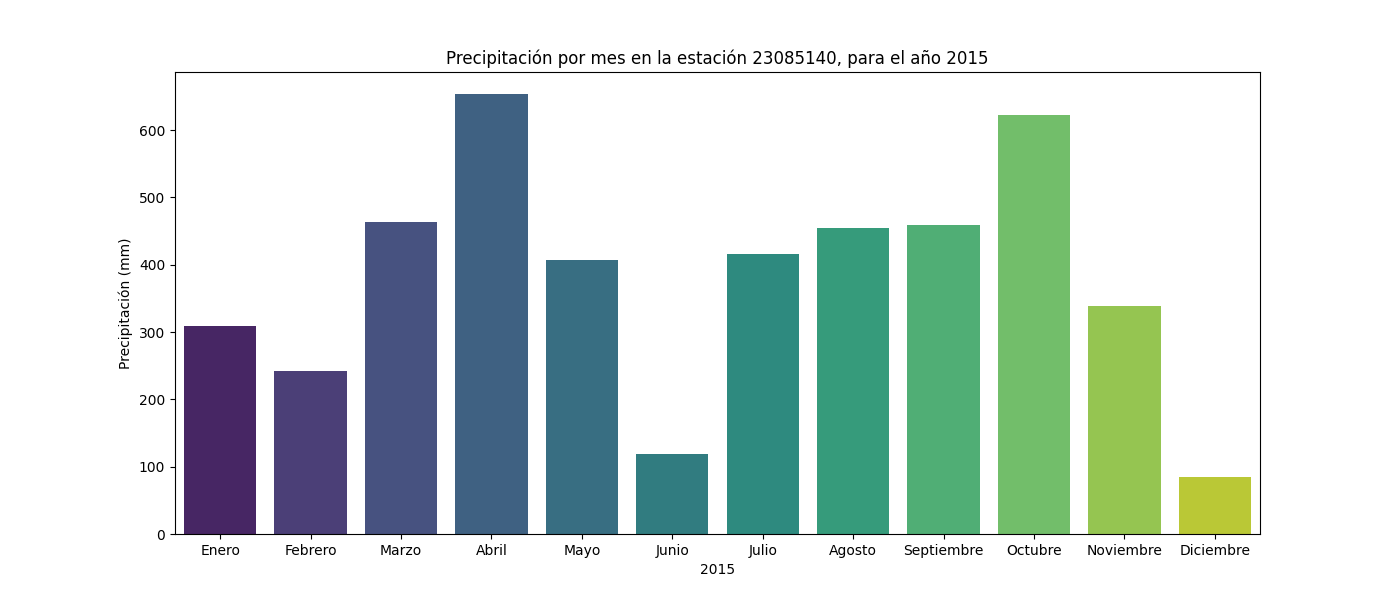 Precipitación por mes en la estación 23085140, para el año 2015
Precipitación (mm)
600
500
400
300
200
100
0
Enero Febrero Marzo Abril Mayo Junio Julio Agosto Septiembre Octubre Noviembre Diciembre
2015